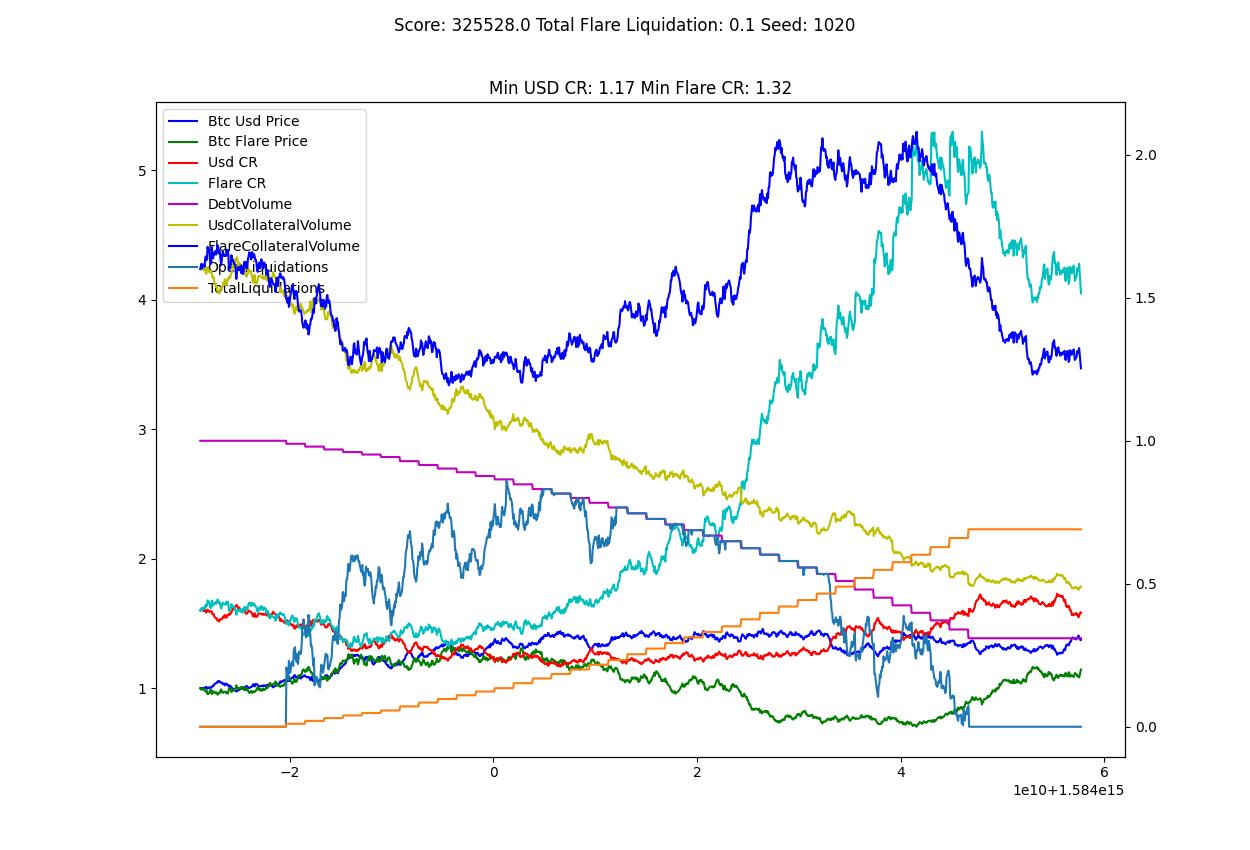 Score: 325528.0 Total Flare Liquidation: 0.1 Seed: 1020
Min USD CR: 1.17 Min Flare CR: 1.32
Btc Usd Price
Btc Flare Price
Usd CR
Flare CR
DebtVolume
UsdCollateralVolume
FlareCollateralVolume
OpenLiquidations
TotalLiquidations
5
4
3
2
1
2.0
1.5
1.0
0.5
0.0
−2
0
2
4
6
1e10+1.584e15